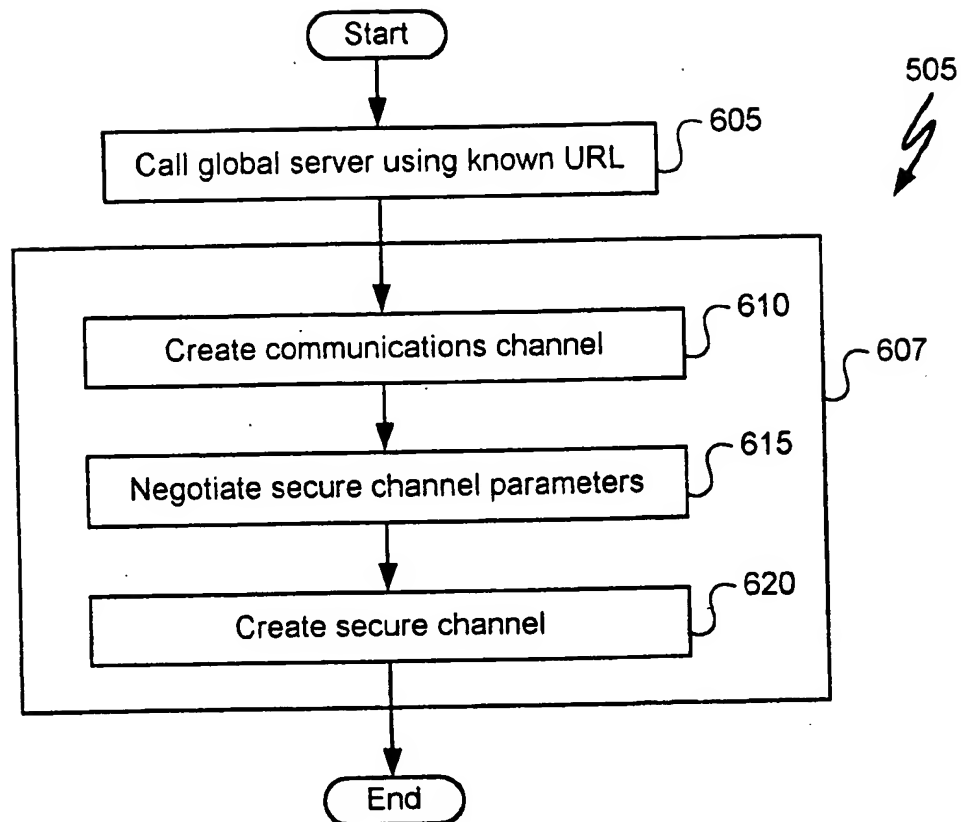 Start
505
Call global server using known URL
605
Create communications channel
610
607
Negotiate secure channel parameters
615
Create secure channel
620
End